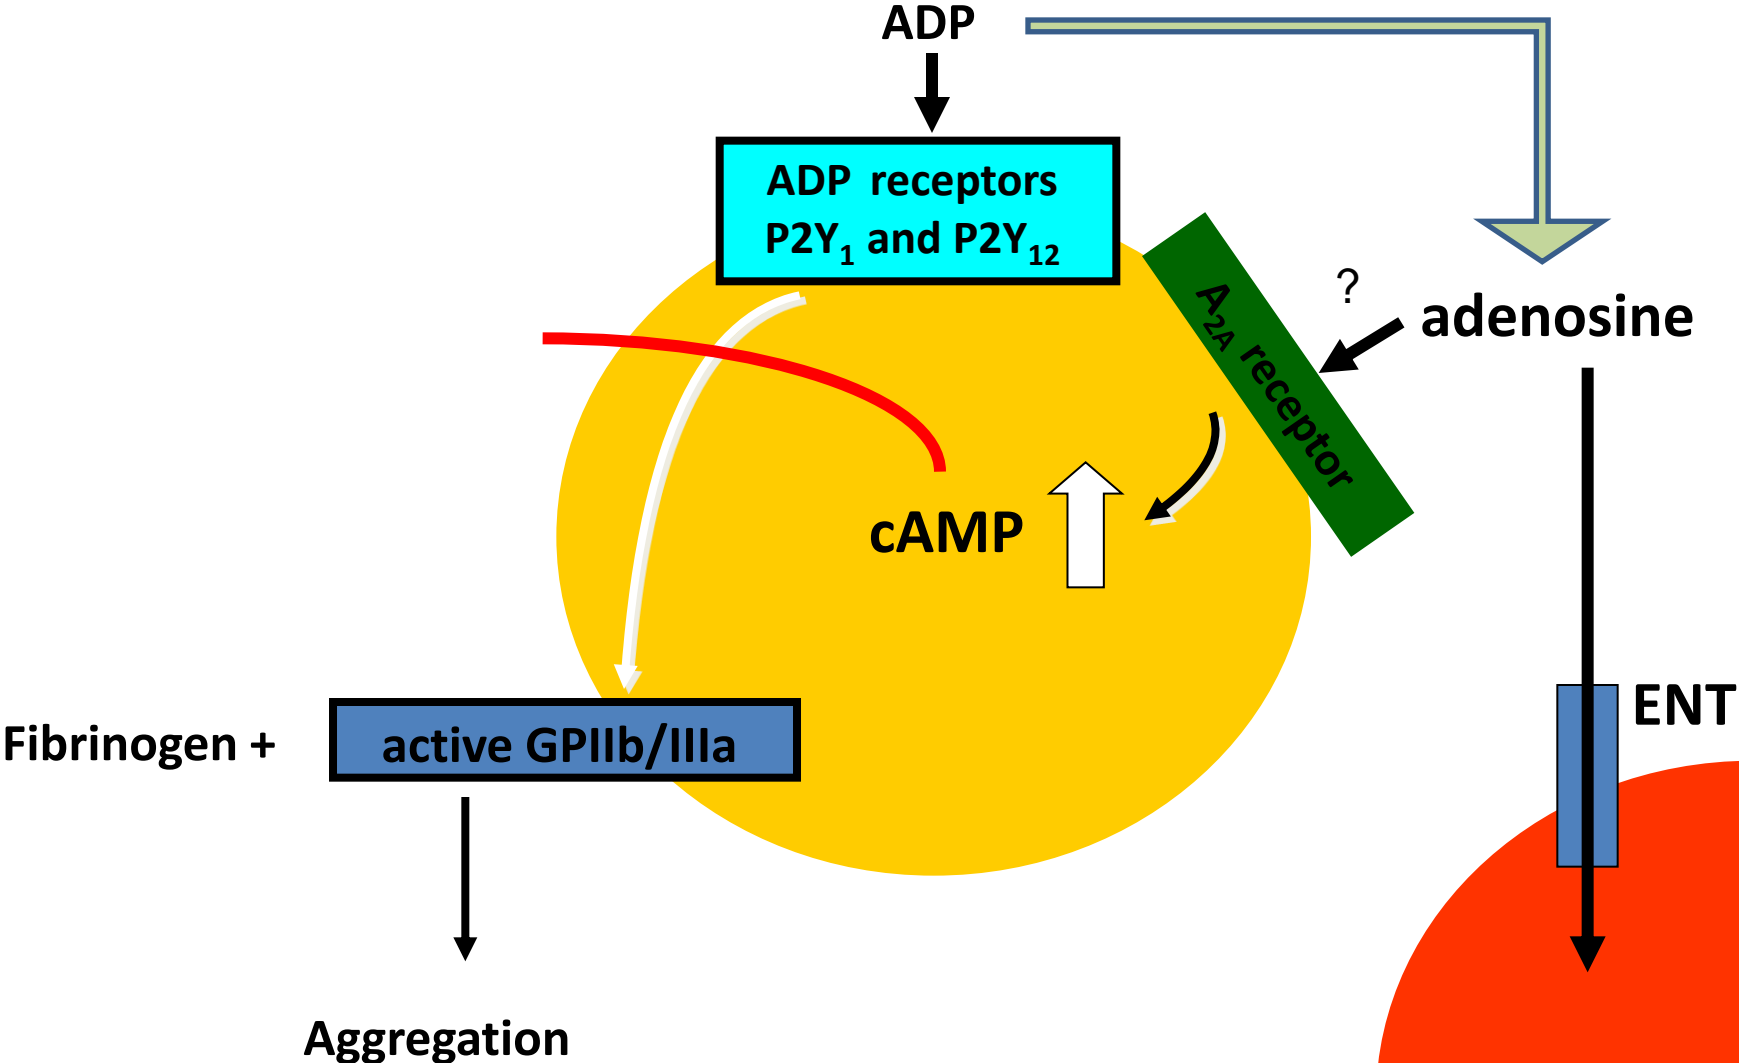 ADP
ADP receptors
P2Y₁ and P2Y₁₂
A₂A receptor
?
adenosine
cAMP
ENT
Fibrinogen +
active GPIIb/IIIa
Aggregation